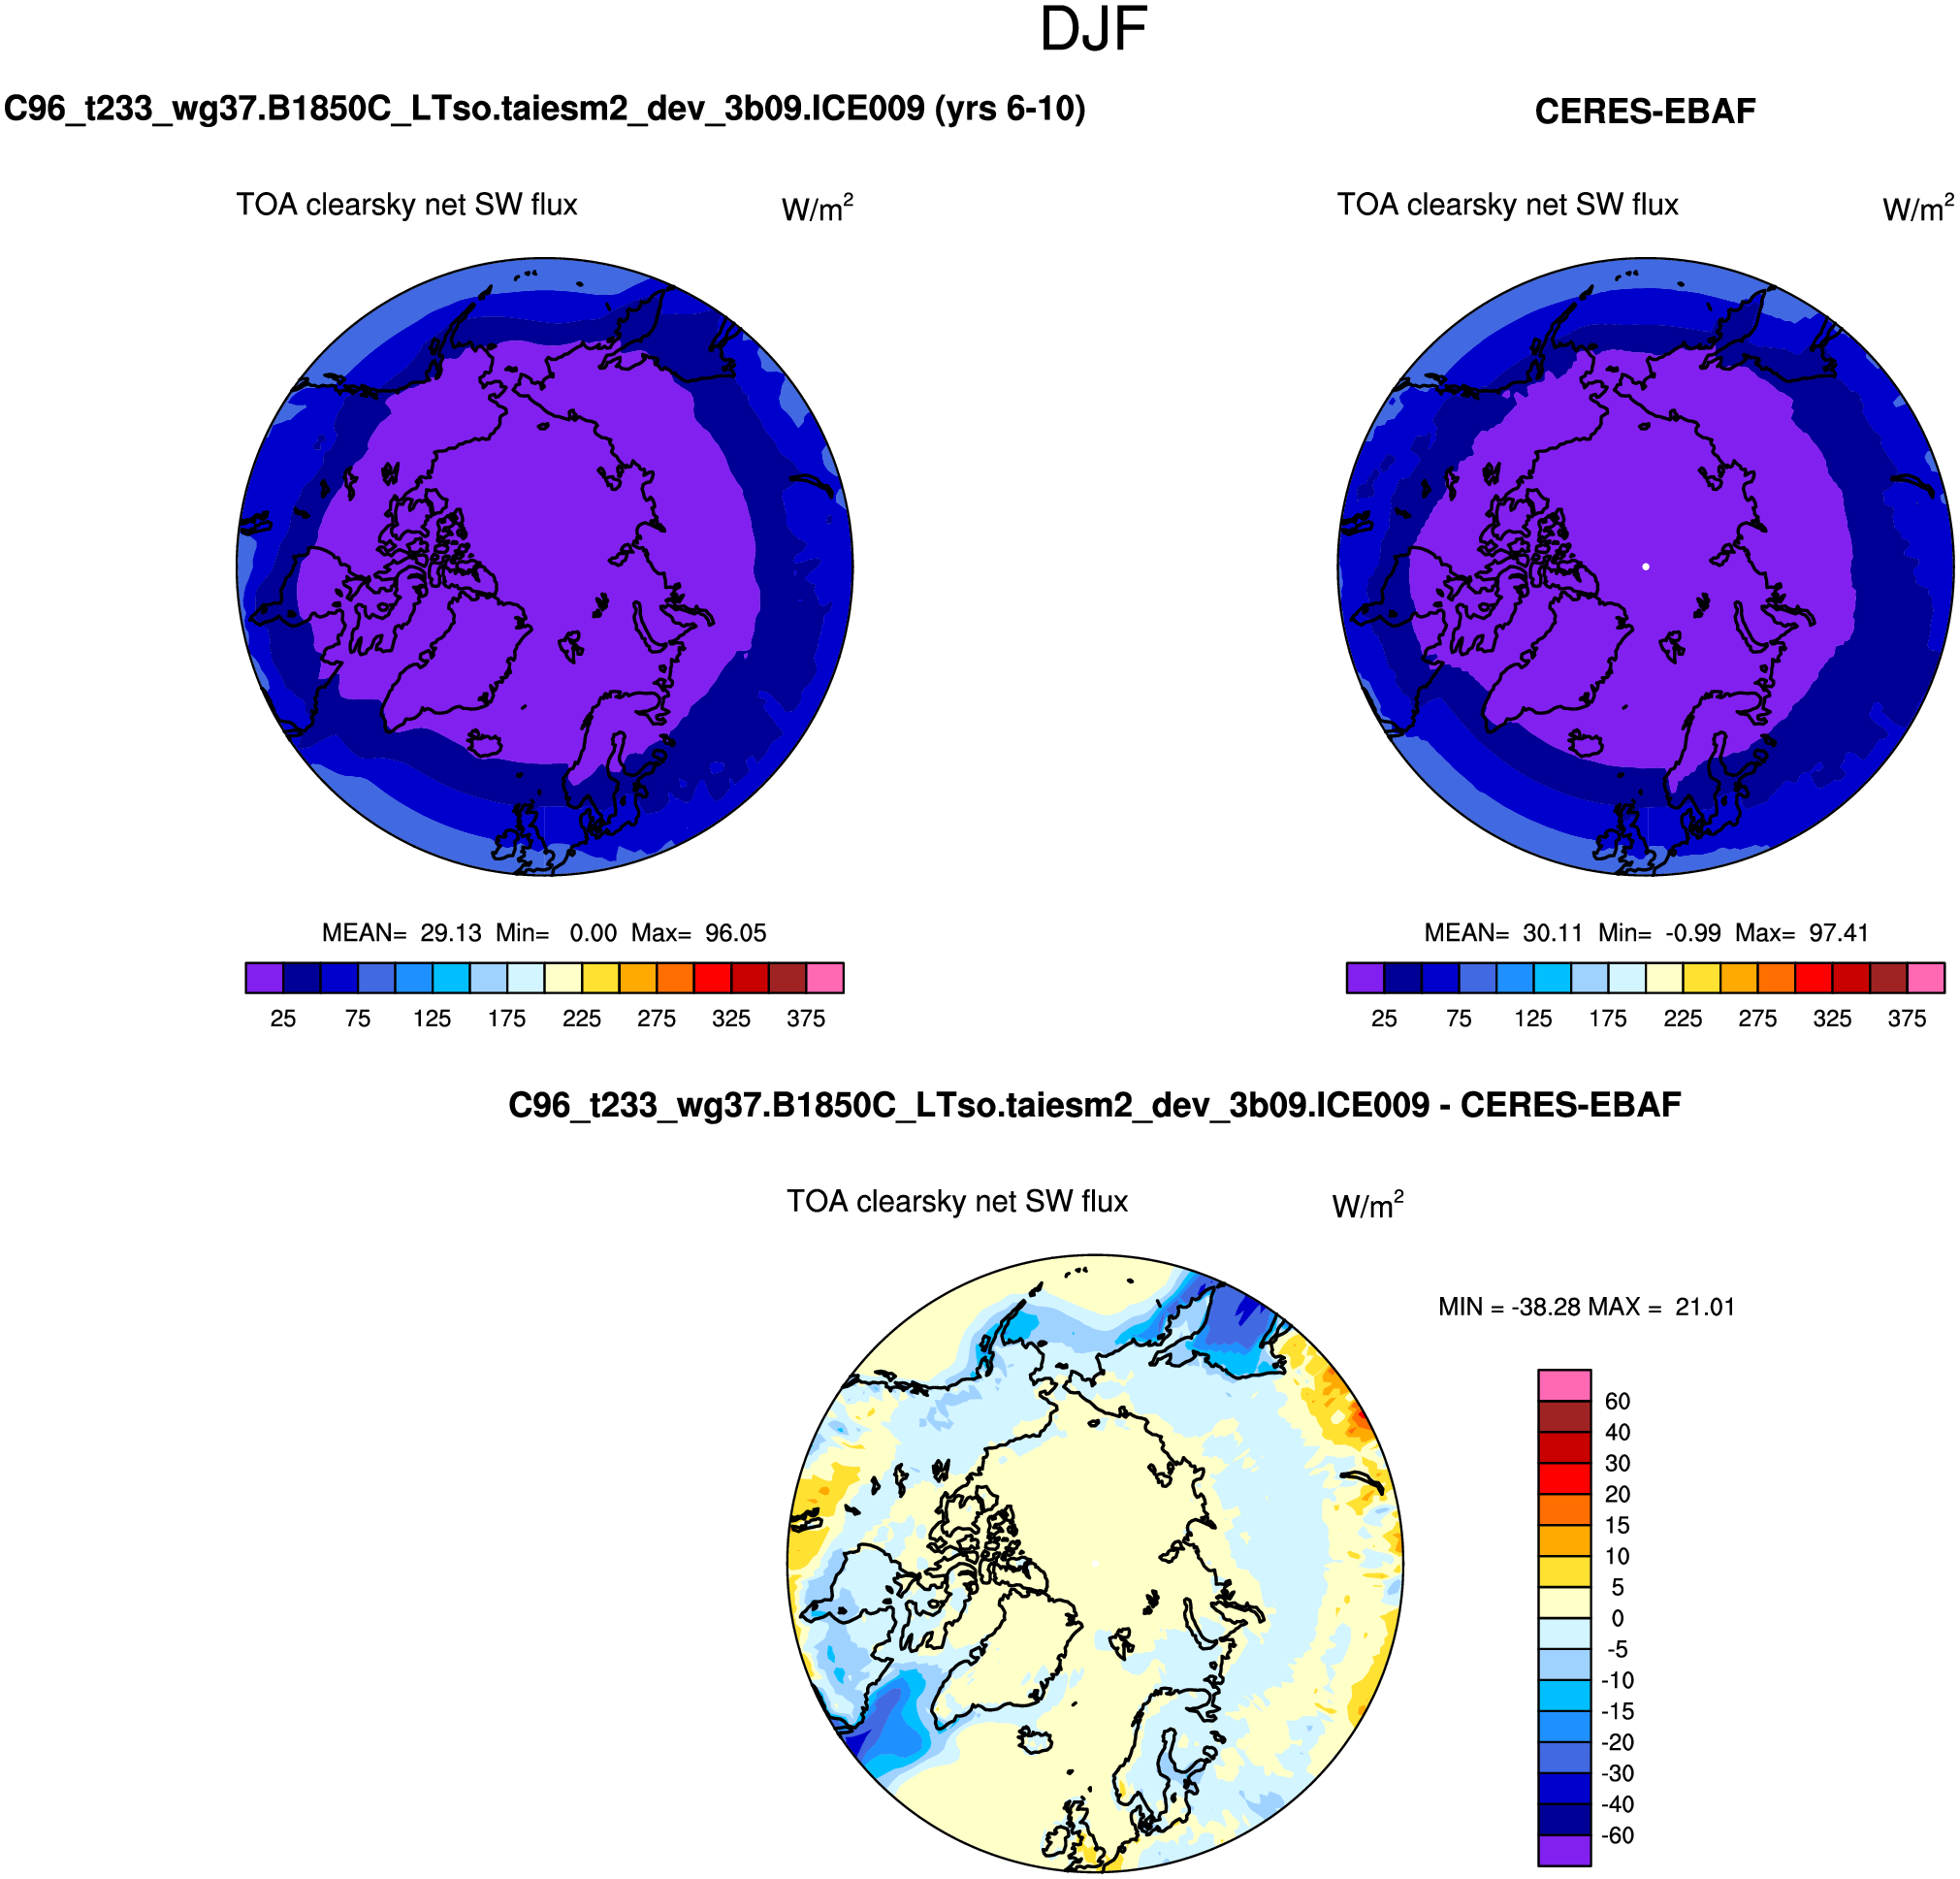 DJF
C96_t233_wg37.B1850C_LTso.taiesm2_dev_3b09.ICE009 (yrs 6-10)
CERES-EBAF
TOA clearsky net SW flux W/m²
TOA clearsky net SW flux W/m²
MEAN= 29.13 Min= 0.00 Max= 96.05
MEAN= 30.11 Min= -0.99 Max= 97.41
25 75 125 175 225 275 325 375
25 75 125 175 225 275 325 375
C96_t233_wg37.B1850C_LTso.taiesm2_dev_3b09.ICE009 - CERES-EBAF
TOA clearsky net SW flux W/m²
MIN = -38.28 MAX = 21.01
60
40
30
20
15
10
5
0
-5
-10
-15
-20
-30
-40
-60